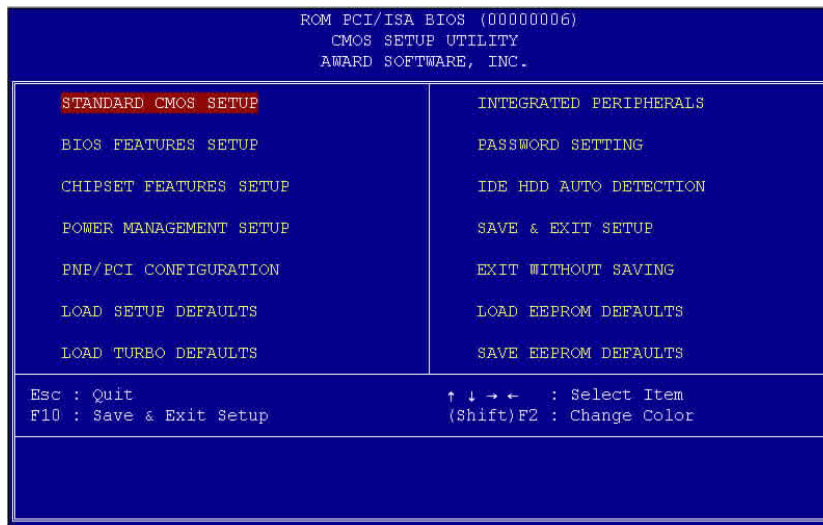 ROM PCI/ISA BIOS (00000006)
CMOS SETUP UTILITY
AWARD SOFTWARE, INC.
STANDARD CMOS SETUP
BIOS FEATURES SETUP
CHIPSET FEATURES SETUP
POWER MANAGEMENT SETUP
PNP/PCI CONFIGURATION
LOAD SETUP DEFAULTS
LOAD TURBO DEFAULTS
INTEGRATED PERIPHERALS
PASSWORD SETTING
IDE HDD AUTO DETECTION
SAVE & EXIT SETUP
EXIT WITHOUT SAVING
LOAD EEPROM DEFAULTS
SAVE EEPROM DEFAULTS
Esc : Quit
F10 : Save & Exit Setup
↑ ↓ → ← : Select Item
(Shift)F2 : Change Color